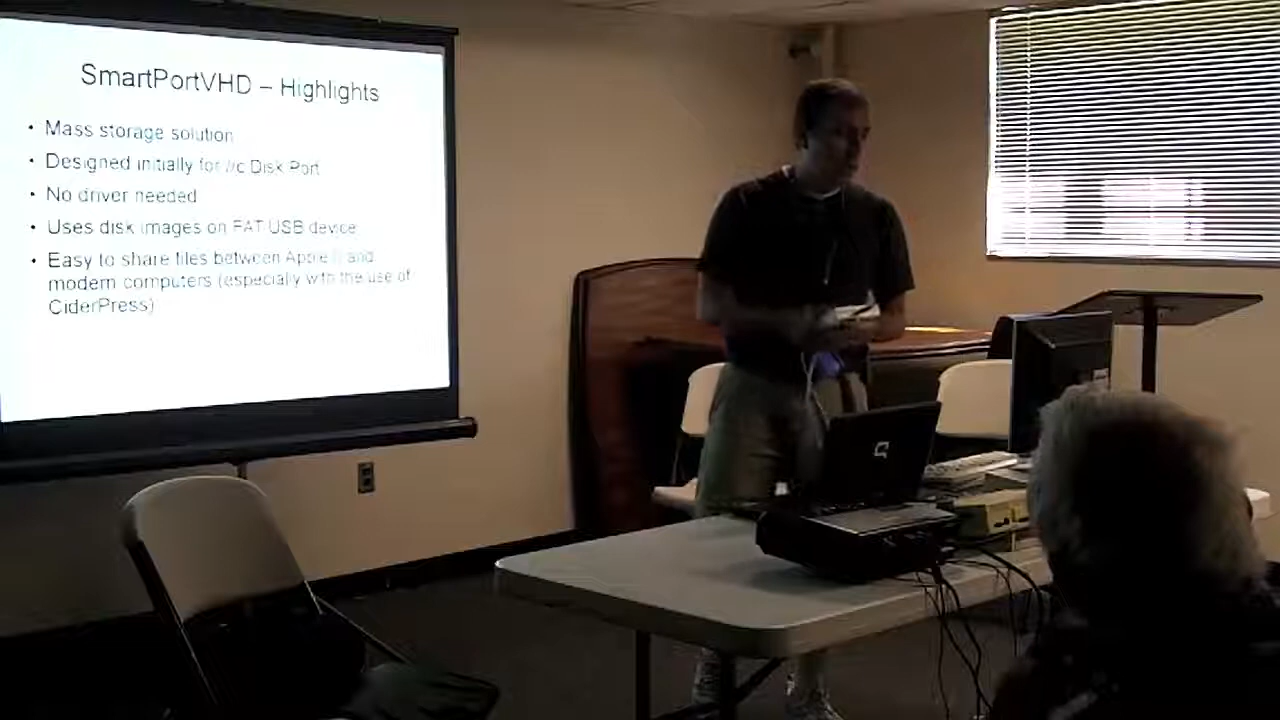 SmartPortVHD – Highlights
• Mass storage solution
• Designed initially for //c Disk Port
• No driver needed
• Uses disk images on FAT USB device
• Easy to share files between Apple II and
modern computers (especially with the use of
CiderPress)